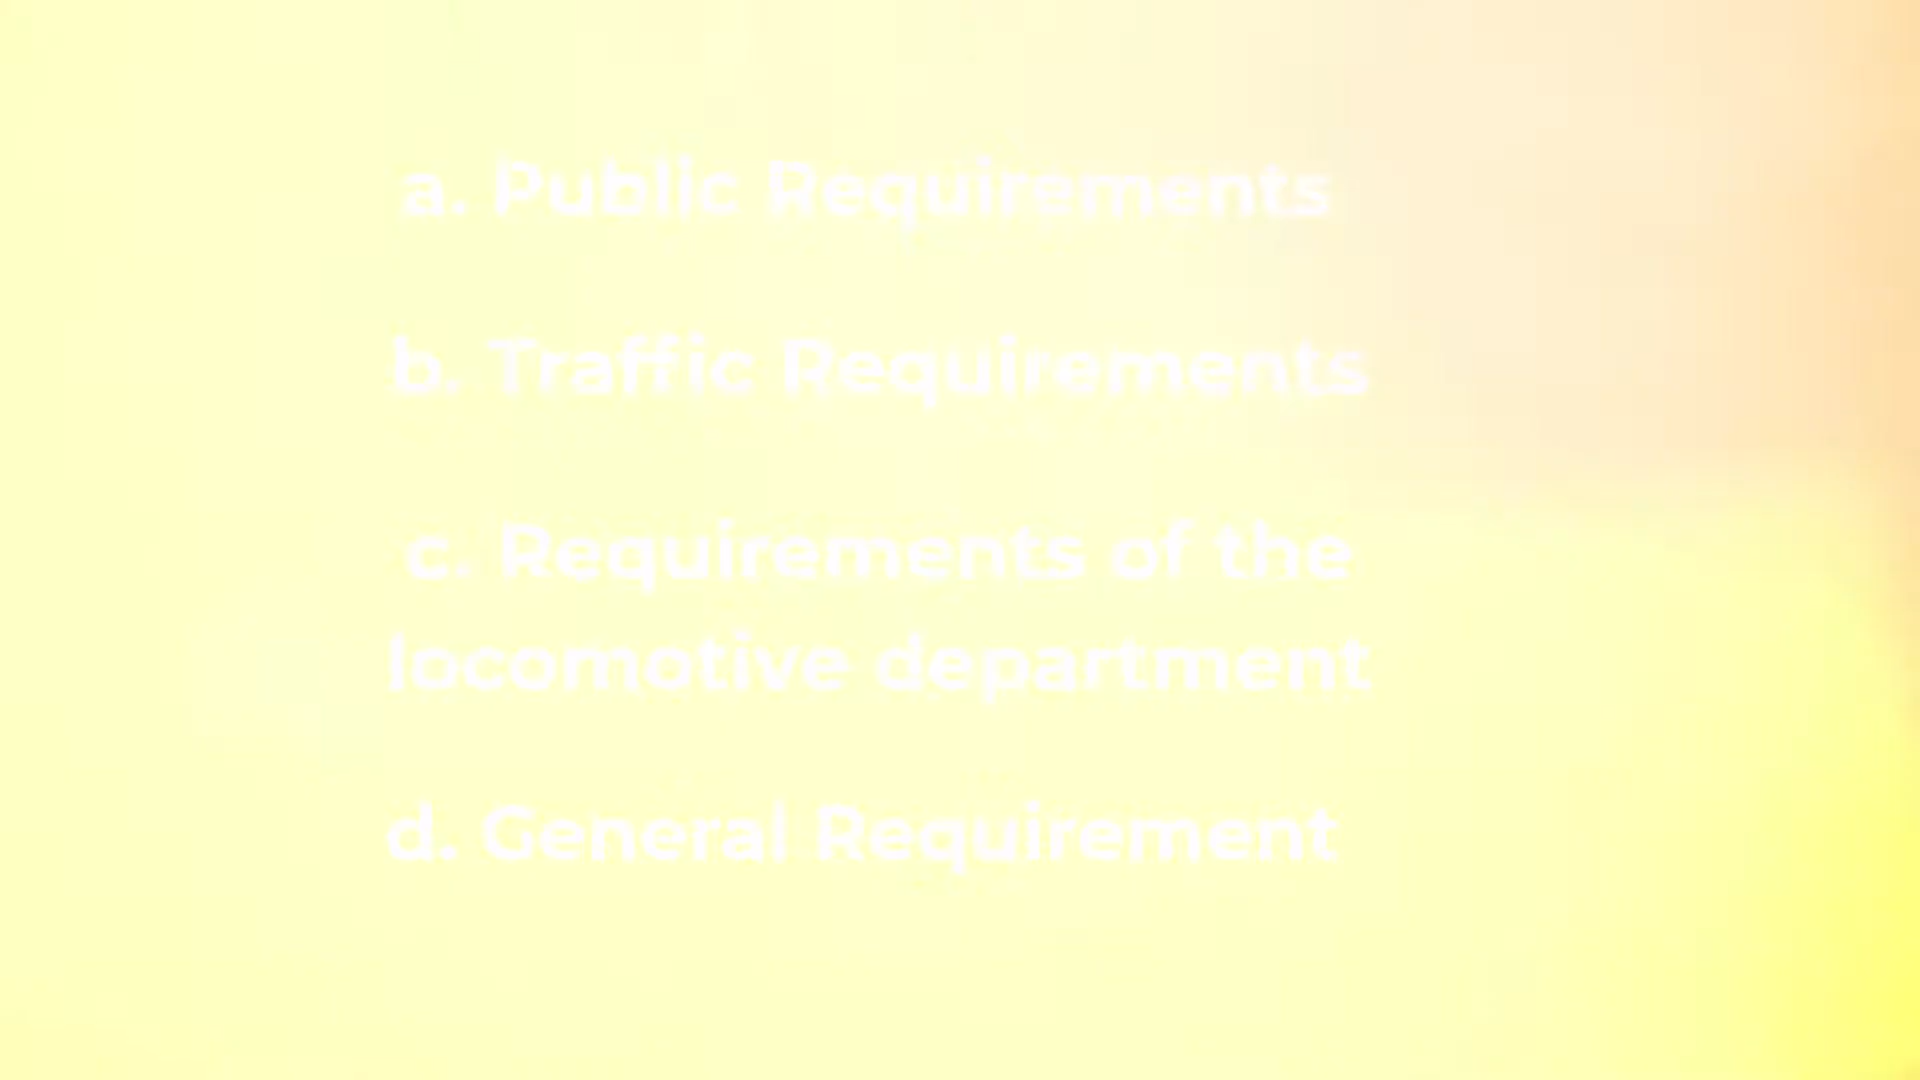 a. Public Requirements
b. Traffic Requirements
c. Requirements of the
locomotive department
d. General Requirement